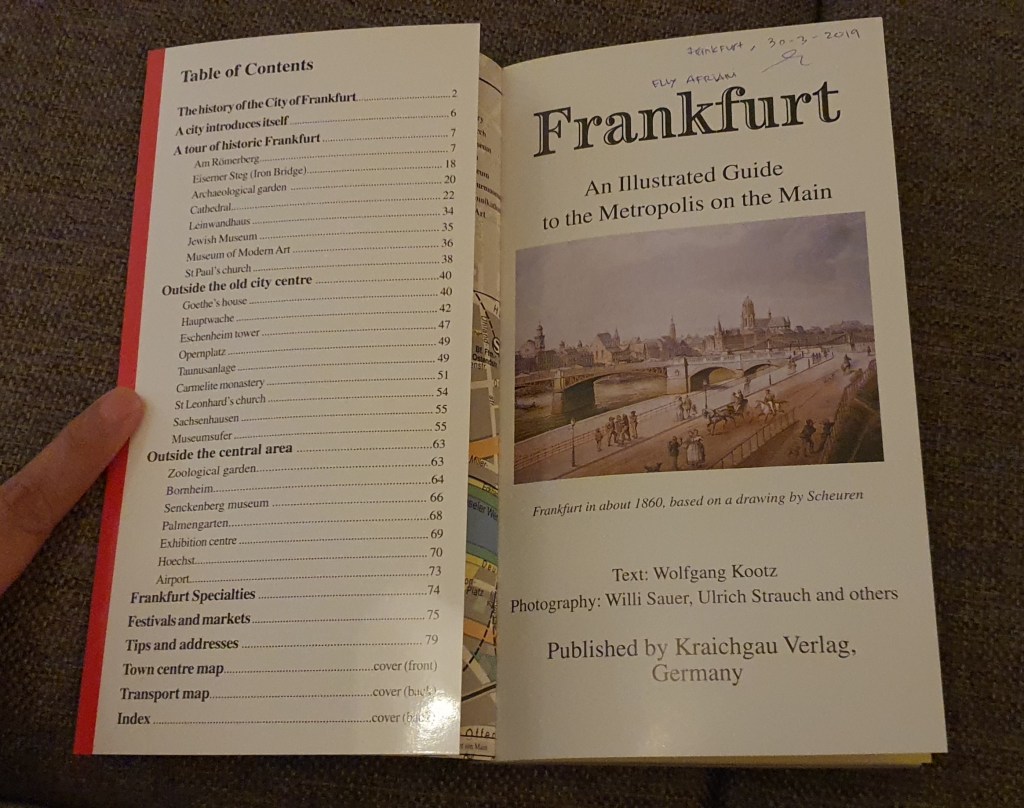 Table of Contents
The history of the City of Frankfurt 2
A city introduces itself 6
A tour of historic Frankfurt 7
Am Römerberg 7
Eiserner Steg (Iron Bridge) 18
Archaeological garden 20
Cathedral 22
Leinwandhaus 34
Jewish Museum 35
Museum of Modern Art 36
St Paul's church 38
Outside the old city centre 40
Goethe's house 40
Hauptwache 42
Eschenheim tower 47
Opernplatz 49
Taunusanlage 49
Carmelite monastery 51
St Leonhard's church 54
Sachsenhausen 55
Museumsufer 55
Outside the central area 63
Zoological garden 63
Bornheim 64
Senckenberg museum 66
Palmengarten 68
Exhibition centre 69
Hoechst 70
Airport 73
Frankfurt Specialties 74
Festivals and markets 75
Tips and addresses 79
Town centre map cover (front)
Transport map cover (back)
Index cover (back)
Frankfurt, 30-3-2019
Frankfurt
An Illustrated Guide
to the Metropolis on the Main
Frankfurt in about 1860, based on a drawing by Scheuren
Text: Wolfgang Kootz
Photography: Willi Sauer, Ulrich Strauch and others
Published by Kraichgau Verlag,
Germany